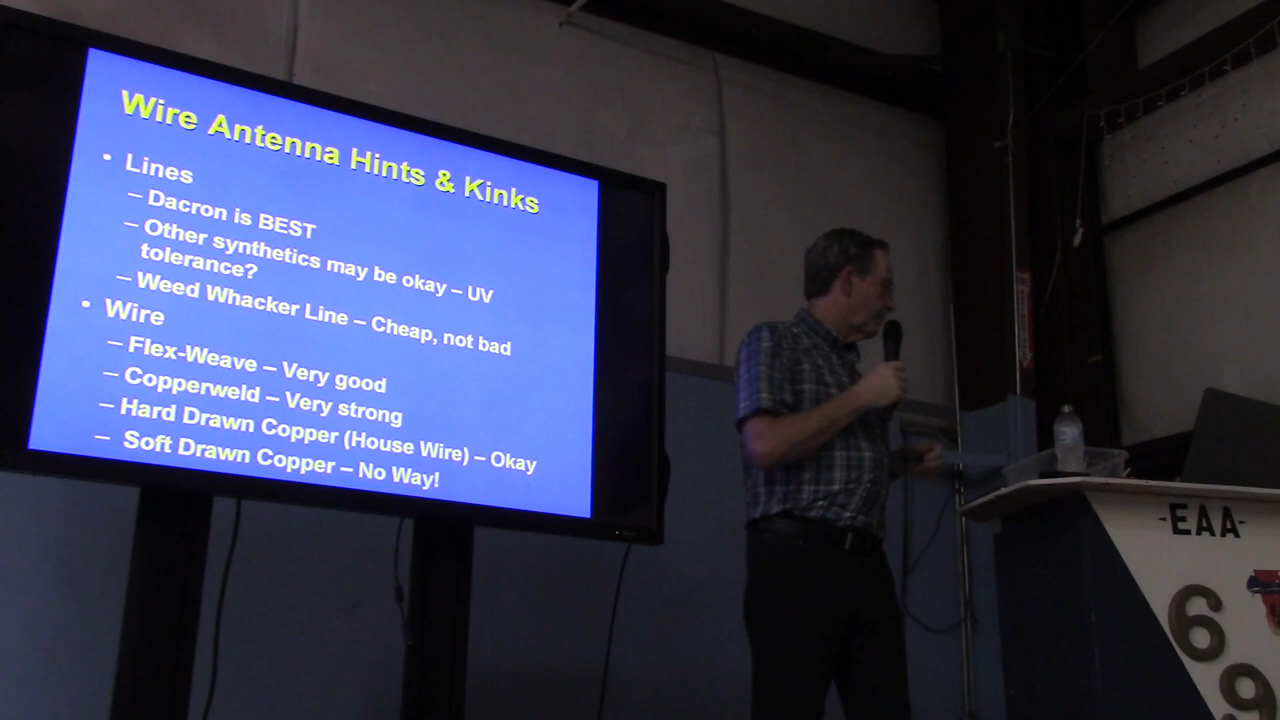 Wire Antenna Hints & Kinks
• Lines
– Dacron is BEST
– Other synthetics may be okay – UV
tolerance?
– Weed Whacker Line – Cheap, not bad
• Wire
– Flex-Weave – Very good
– Copperweld – Very strong
– Hard Drawn Copper (House Wire) – Okay
– Soft Drawn Copper – No Way!
-EAA-
69